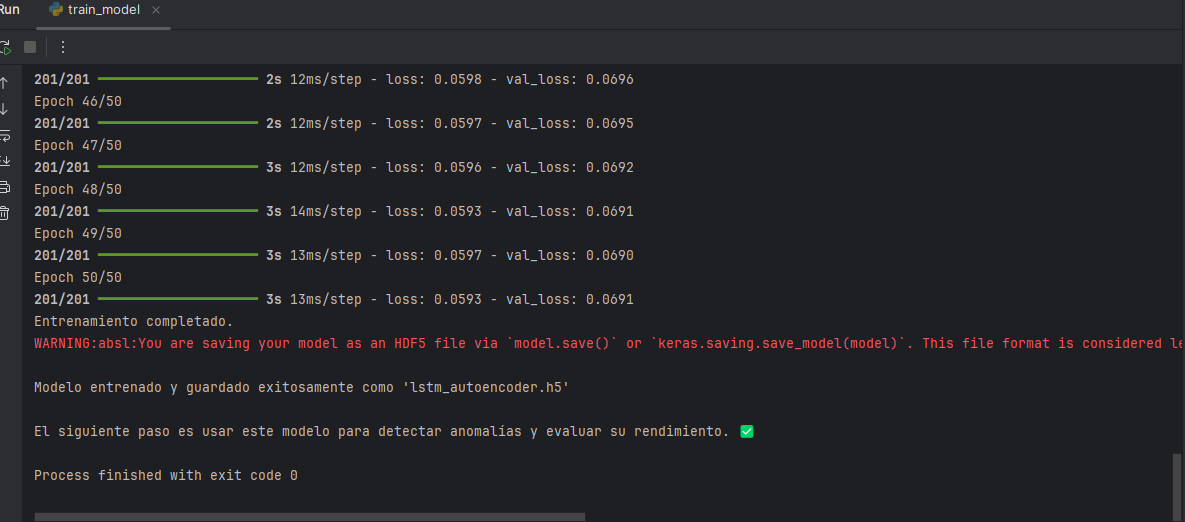 Run train_model
201/201 2s 12ms/step - loss: 0.0598 - val_loss: 0.0696
Epoch 46/50
201/201 2s 12ms/step - loss: 0.0597 - val_loss: 0.0695
Epoch 47/50
201/201 3s 12ms/step - loss: 0.0596 - val_loss: 0.0692
Epoch 48/50
201/201 3s 14ms/step - loss: 0.0593 - val_loss: 0.0691
Epoch 49/50
201/201 3s 13ms/step - loss: 0.0597 - val_loss: 0.0690
Epoch 50/50
201/201 3s 13ms/step - loss: 0.0593 - val_loss: 0.0691
Entrenamiento completado.
WARNING:absl:You are saving your model as an HDF5 file via `model.save()` or `keras.saving.save_model(model)`. This file format is considered le
Modelo entrenado y guardado exitosamente como 'lstm_autoencoder.h5'
El siguiente paso es usar este modelo para detectar anomalías y evaluar su rendimiento. ✅
Process finished with exit code 0